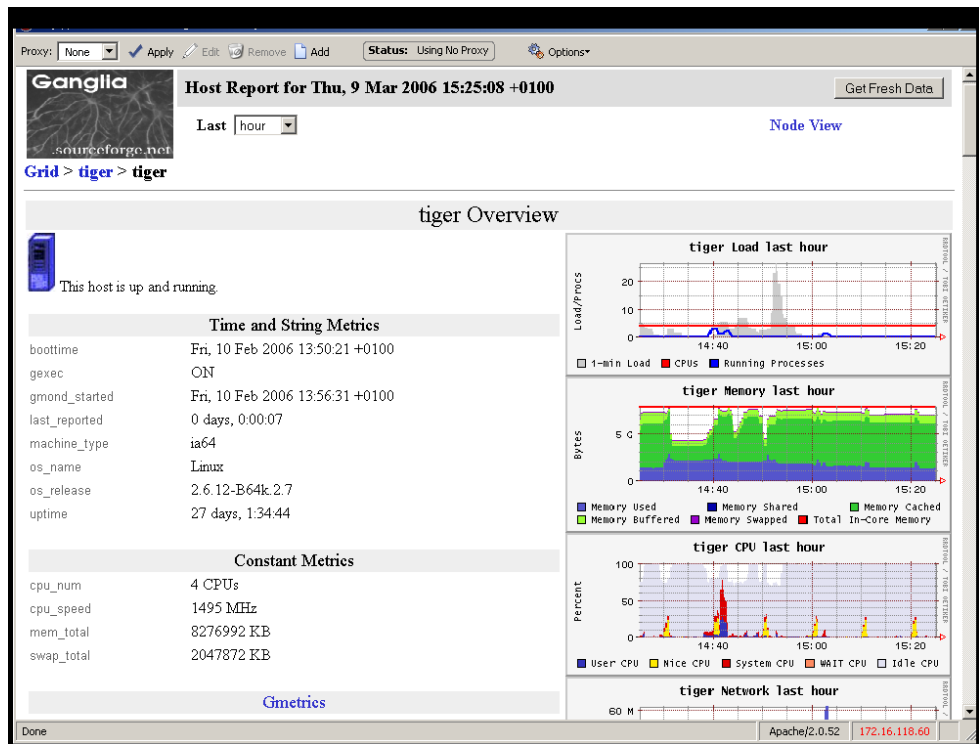 Proxy: None Apply Edit Remove Add Status: Using No Proxy Options
Ganglia
.sourceforge.net
Host Report for Thu, 9 Mar 2006 15:25:08 +0100
Get Fresh Data
Last hour
Node View
Grid > tiger > tiger
tiger Overview
This host is up and running.
Time and String Metrics
boottime Fri, 10 Feb 2006 13:50:21 +0100
gexec ON
gmond_started Fri, 10 Feb 2006 13:56:31 +0100
last_reported 0 days, 0:00:07
machine_type ia64
os_name Linux
os_release 2.6.12-B64k.2.7
uptime 27 days, 1:34:44
Constant Metrics
cpu_num 4 CPUs
cpu_speed 1495 MHz
mem_total 8276992 KB
swap_total 2047872 KB
Gmetrics
tiger Load last hour
RRDTOOL / TOBI OETIKER
Load/Procs
20
10
0
14:40 15:00 15:20
1-min Load CPUs Running Processes
tiger Memory last hour
RRDTOOL / TOBI OETIKER
Bytes
5 G
0
14:40 15:00 15:20
Memory Used Memory Shared Memory Cached
Memory Buffered Memory Swapped Total In-Core Memory
tiger CPU last hour
RRDTOOL / TOBI OETIKER
Percent
100
50
0
14:40 15:00 15:20
User CPU Nice CPU System CPU WAIT CPU Idle CPU
tiger Network last hour
60 M
Done
Apache/2.0.52 172.16.118.60